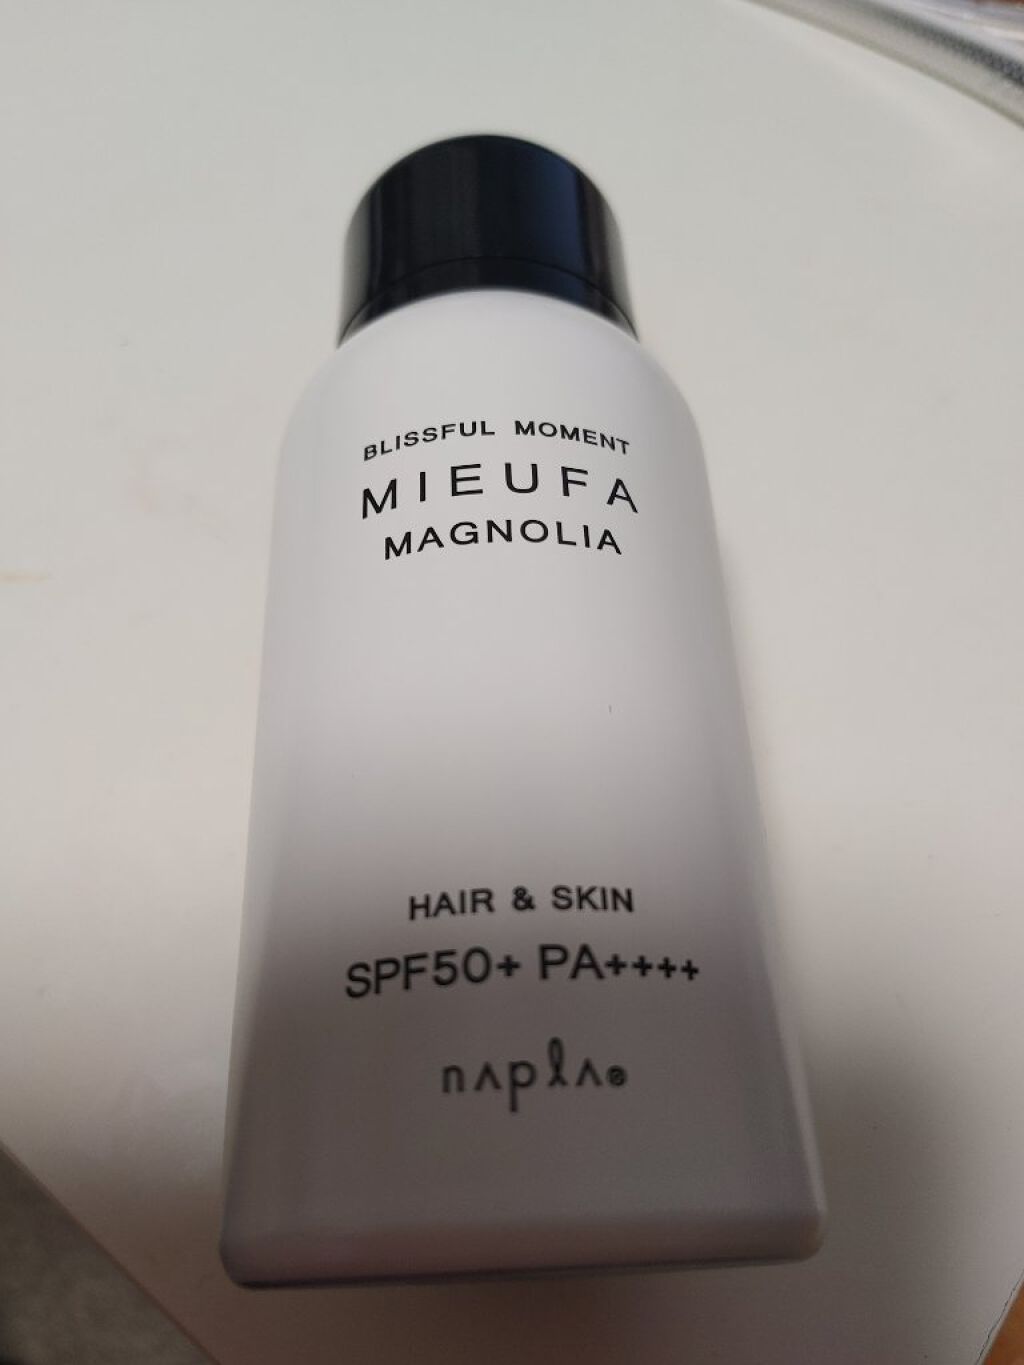 BLISSFUL MOMENT
MIEUFA
MAGNOLIA
HAIR & SKIN
SPF50+ PA++++
napla